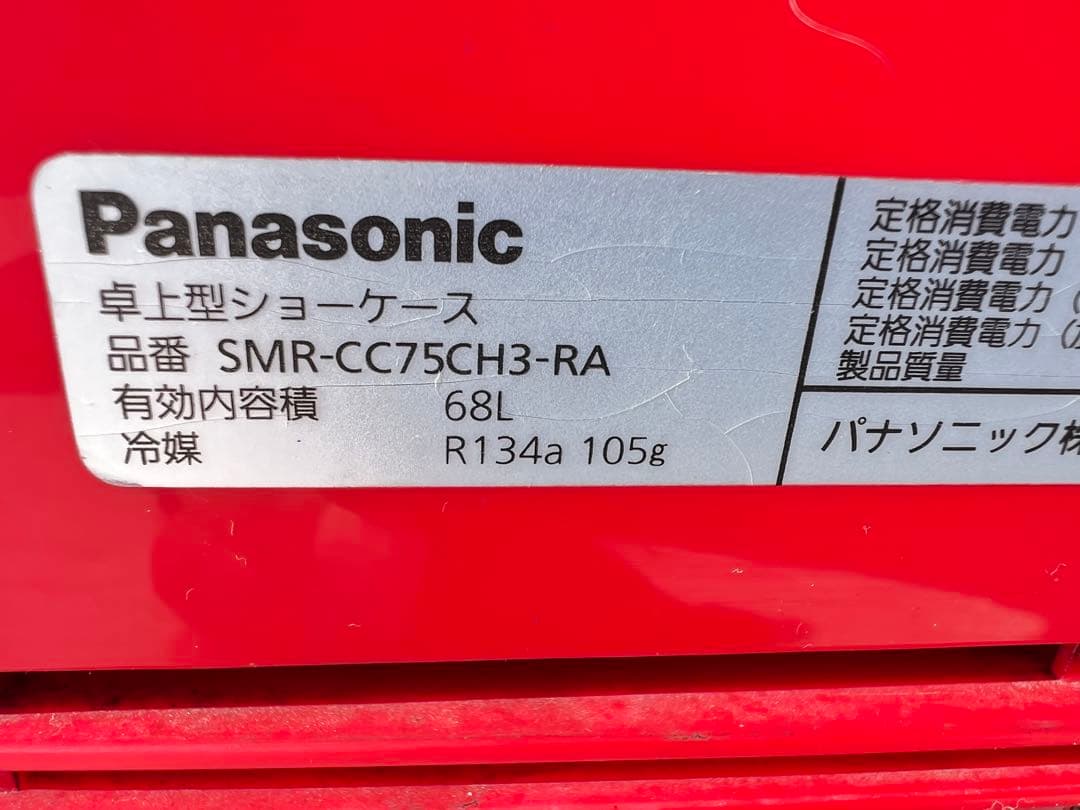 Panasonic
卓上型ショーケース
品番 SMR-CC75CH3-RA
有効内容積 68L
冷媒 R134a 105g
定格消費電力
定格消費電力
定格消費電力（
定格消費電力（
製品質量
パナソニック株